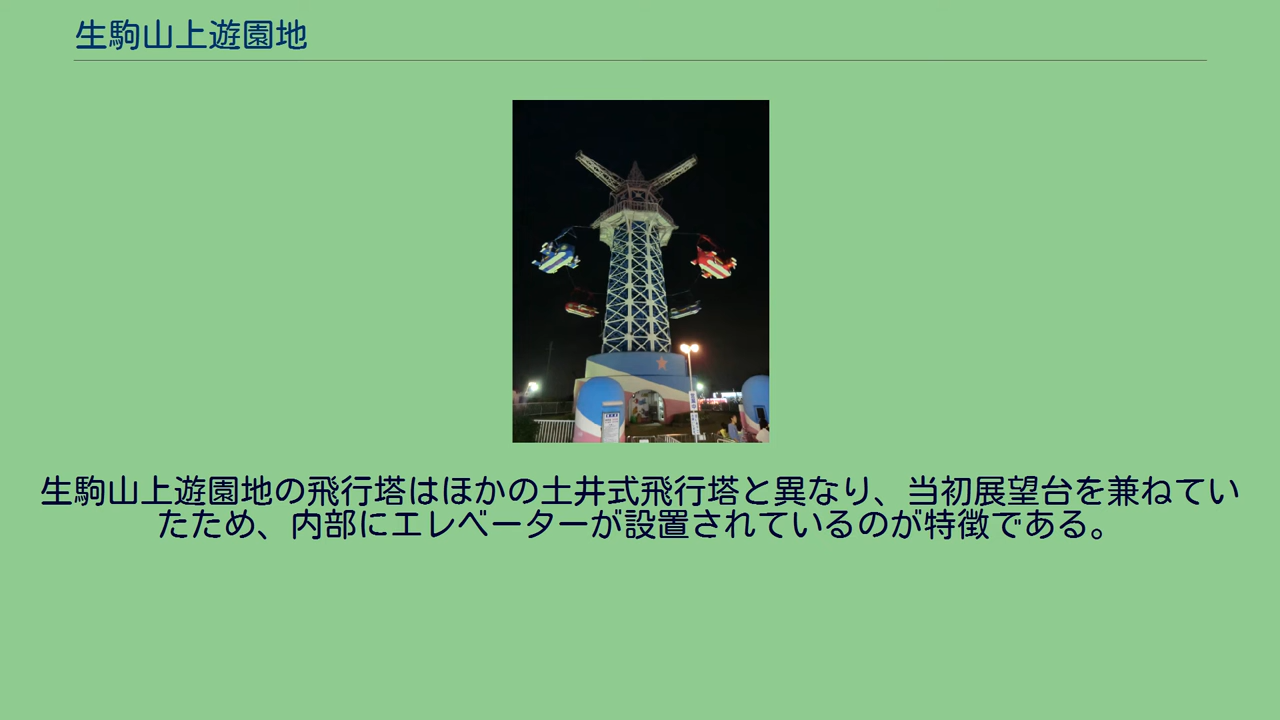 生駒山上遊園地
生駒山上遊園地の飛行塔はほかの土井式飛行塔と異なり、当初展望台を兼ねてい
たため、内部にエレベーターが設置されているのが特徴である。